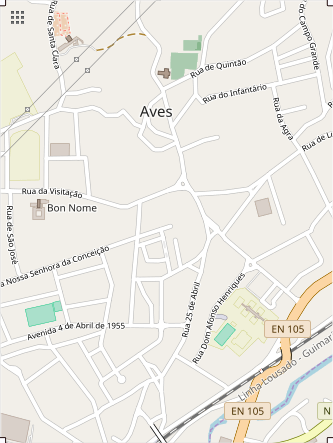 Rua de Santa Clara
do Campo Grande
Rua de Quintão
Rua do Infantário
Aves
Rua da Agra
Rua de
Rua da Visitação
Bon Nome
Rua de São José
a Nossa Senhora da Conceição
Rua 25 de Abril
Rua Dom Afonso Henriques
Avenida 4 de Abril de 1955
EN 105
Linha Lousado - Guimar
EN 105
N